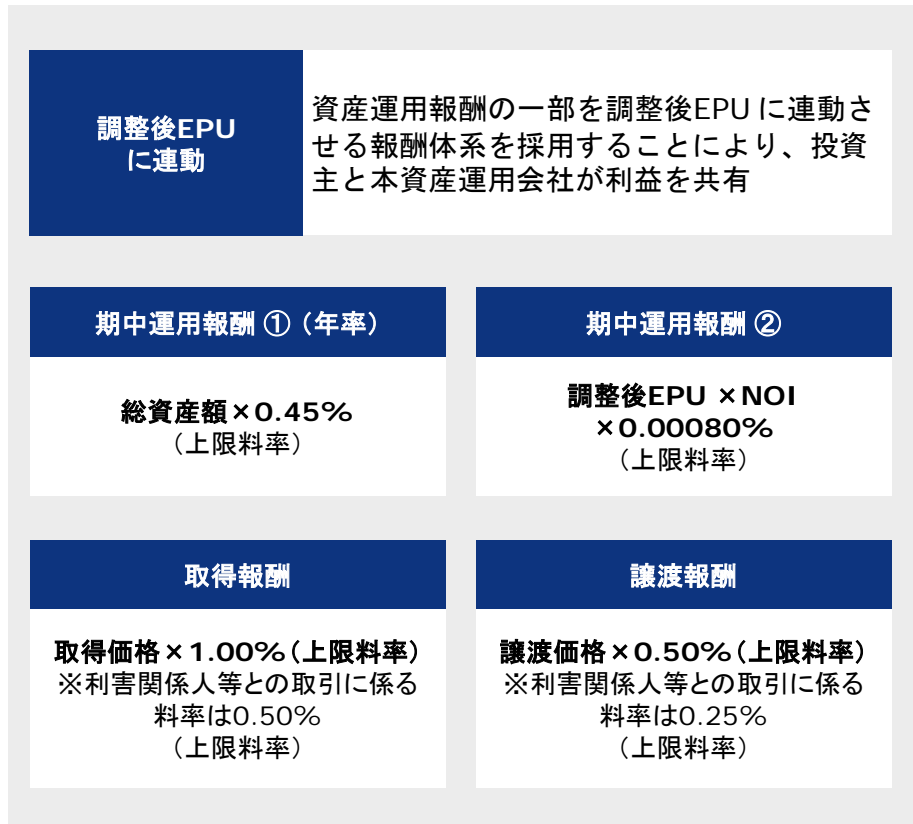 調整後EPU
に連動
資産運用報酬の一部を調整後EPUに連動さ
せる報酬体系を採用することにより、投資
主と本資産運用会社が利益を共有
期中運用報酬 ①（年率）
総資産額×0.45%
（上限料率）
期中運用報酬 ②
調整後EPU ×NOI
×0.00080%
（上限料率）
取得報酬
取得価格×1.00%（上限料率）
※利害関係人等との取引に係る
料率は0.50%
（上限料率）
譲渡報酬
譲渡価格×0.50%（上限料率）
※利害関係人等との取引に係る
料率は0.25%
（上限料率）